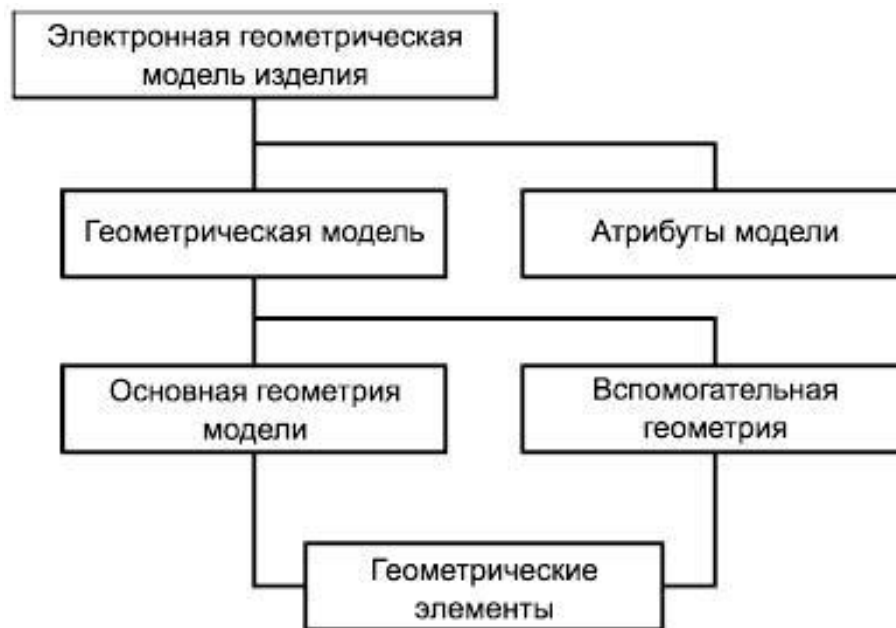 Электронная геометрическая
модель изделия
Геометрическая модель
Атрибуты модели
Основная геометрия
модели
Вспомогательная
геометрия
Геометрические
элементы